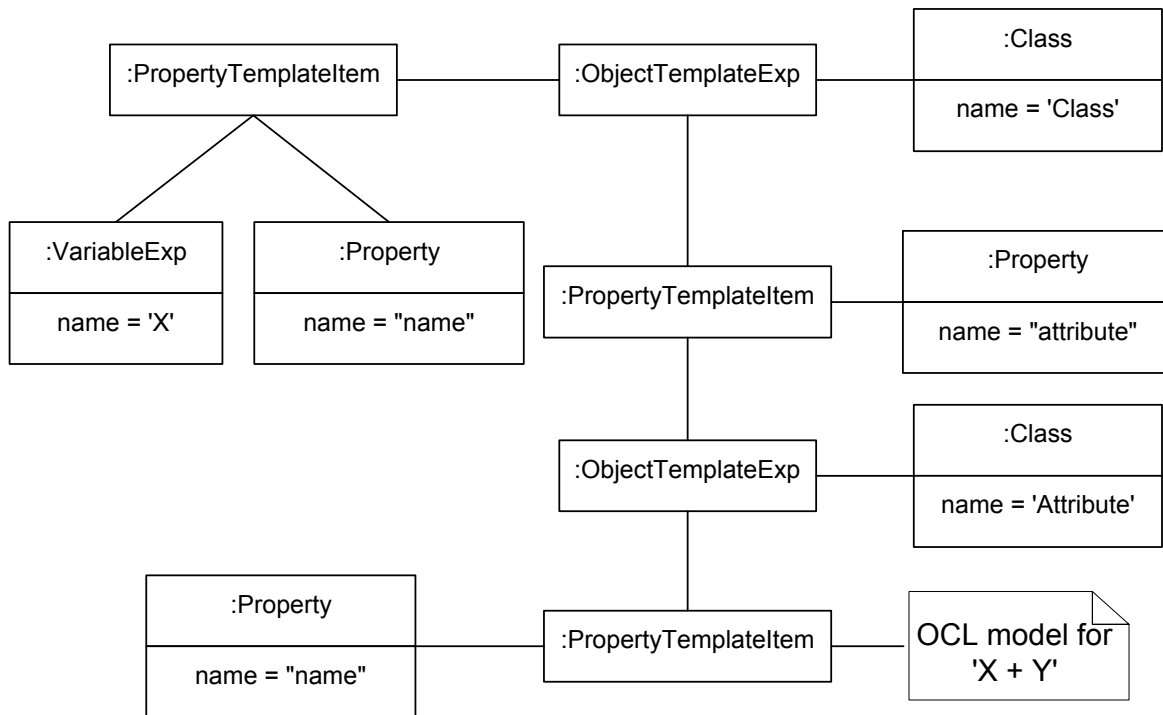 :PropertyTemplateItem
:ObjectTemplateExp
:Class
name = 'Class'
:VariableExp
name = 'X'
:Property
name = "name"
:PropertyTemplateItem
:Property
name = "attribute"
:ObjectTemplateExp
:Class
name = 'Attribute'
:Property
name = "name"
:PropertyTemplateItem
OCL model for
'X + Y'